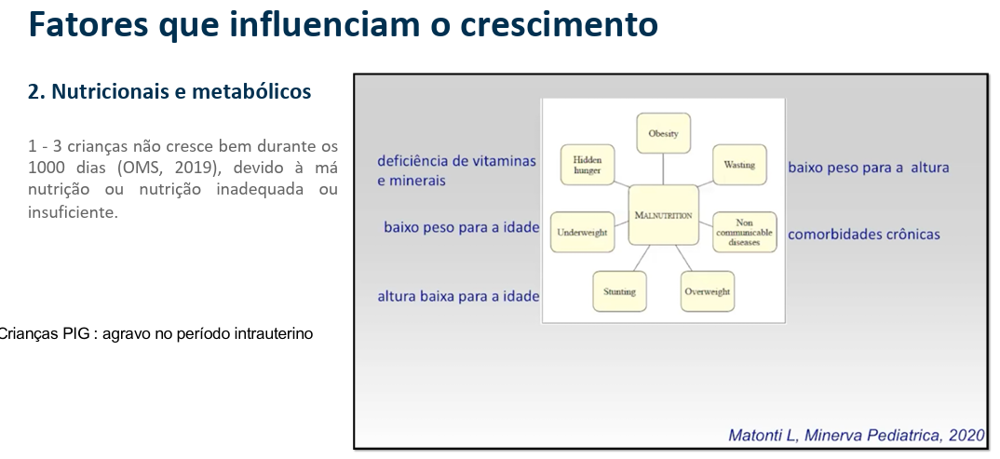 Fatores que influenciam o crescimento
2. Nutricionais e metabólicos
1 - 3 crianças não cresce bem durante os
1000 dias (OMS, 2019), devido à má
nutrição ou nutrição inadequada ou
insuficiente.
Crianças PIG : agravo no período intrauterino
deficiência de vitaminas
e minerais
baixo peso para a idade
altura baixa para a idade
Obesity
Hidden
hunger
Wasting
MALNUTRITION
Underweight
Non
communicable
diseases
Stunting
Overweight
baixo peso para a altura
comorbidades crônicas
Matonti L, Minerva Pediatrica, 2020